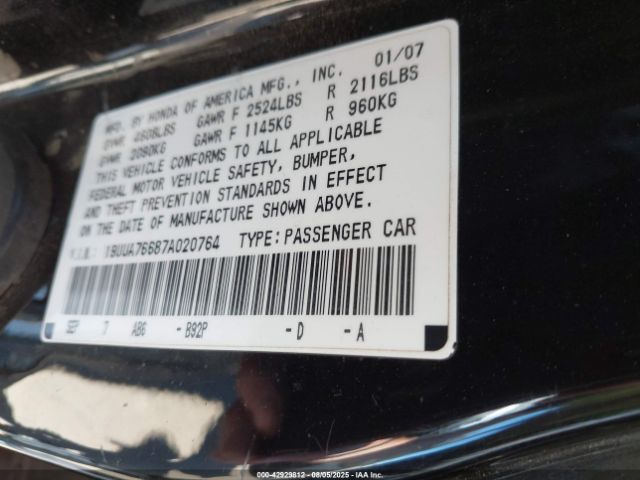 MFD. BY HONDA OF AMERICA MFG., INC. 01/07
GVWR 4608LBS GAWR F 2524LBS R 2116LBS
GVWR 2090KG GAWR F 1145KG R 960KG
THIS VEHICLE CONFORMS TO ALL APPLICABLE
FEDERAL MOTOR VEHICLE SAFETY, BUMPER,
AND THEFT PREVENTION STANDARDS IN EFFECT
ON THE DATE OF MANUFACTURE SHOWN ABOVE.
V.I.N.: 19UUA76687A020764 TYPE:PASSENGER CAR
SEP 7 AB6 -B92P -D -A
000-42929812 - 08/05/2025 - IAA Inc.